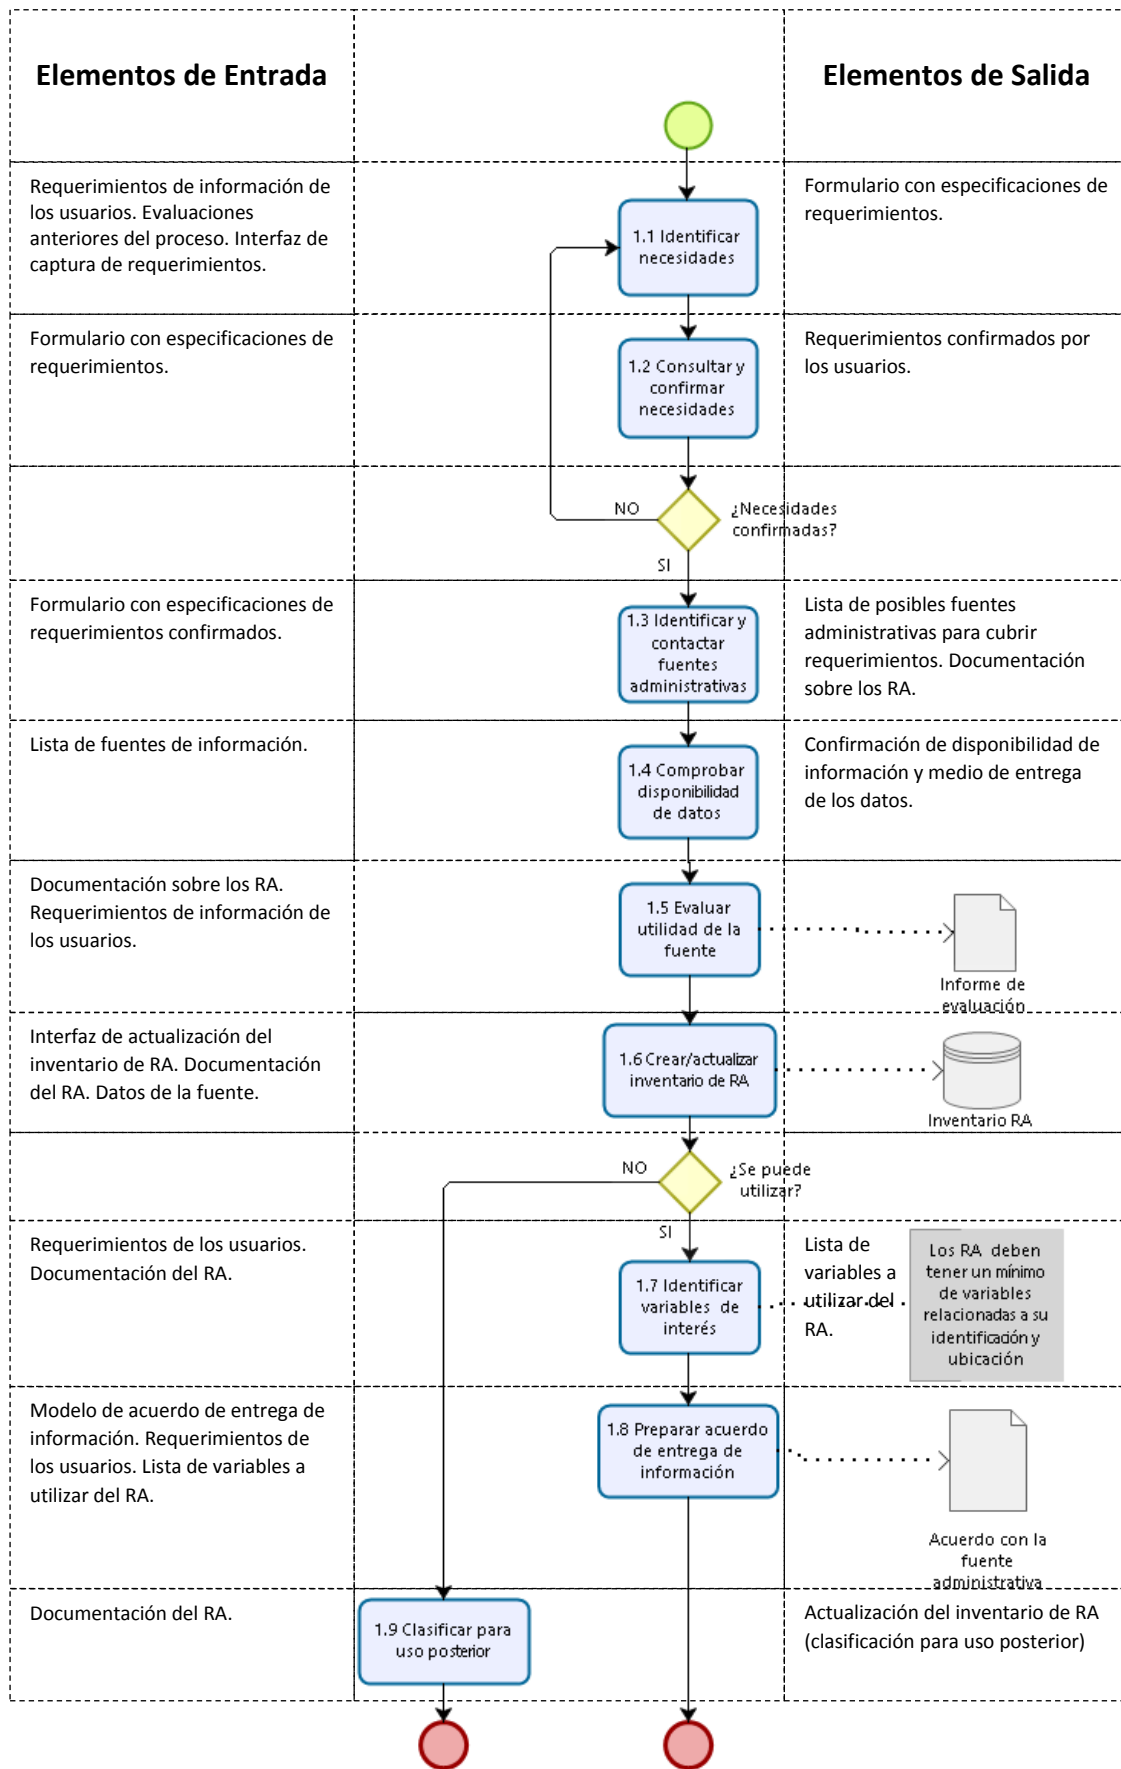 Elementos de Entrada
Elementos de Salida
Requerimientos de información de
los usuarios. Evaluaciones
anteriores del proceso. Interfaz de
captura de requerimientos.
1.1 Identificar
necesidades
Formulario con especificaciones de
requerimientos.
Formulario con especificaciones de
requerimientos.
1.2 Consultar y
confirmar
necesidades
Requerimientos confirmados por
los usuarios.
NO
¿Necesidades
confirmadas?
SI
Formulario con especificaciones de
requerimientos confirmados.
1.3 Identificar y
contactar
fuentes
administrativas
Lista de posibles fuentes
administrativas para cubrir
requerimientos. Documentación
sobre los RA.
Lista de fuentes de información.
1.4 Comprobar
disponibilidad
de datos
Confirmación de disponibilidad de
información y medio de entrega
de los datos.
Documentación sobre los RA.
Requerimientos de información de
los usuarios.
1.5 Evaluar
utilidad de la
fuente
Informe de
evaluación
Interfaz de actualización del
inventario de RA. Documentación
del RA. Datos de la fuente.
1.6 Crear/actualizar
inventario de RA
Inventario RA
NO
¿Se puede
utilizar?
SI
Requerimientos de los usuarios.
Documentación del RA.
1.7 Identificar
variables de
interés
Lista de
variables a
utilizar del
RA.
Los RA deben
tener un mínimo
de variables
relacionadas a su
identificación y
ubicación
Modelo de acuerdo de entrega de
información. Requerimientos de
los usuarios. Lista de variables a
utilizar del RA.
1.8 Preparar acuerdo
de entrega de
información
Acuerdo con la
fuente
administrativa
Documentación del RA.
1.9 Clasificar para
uso posterior
Actualización del inventario de RA
(clasificación para uso posterior)